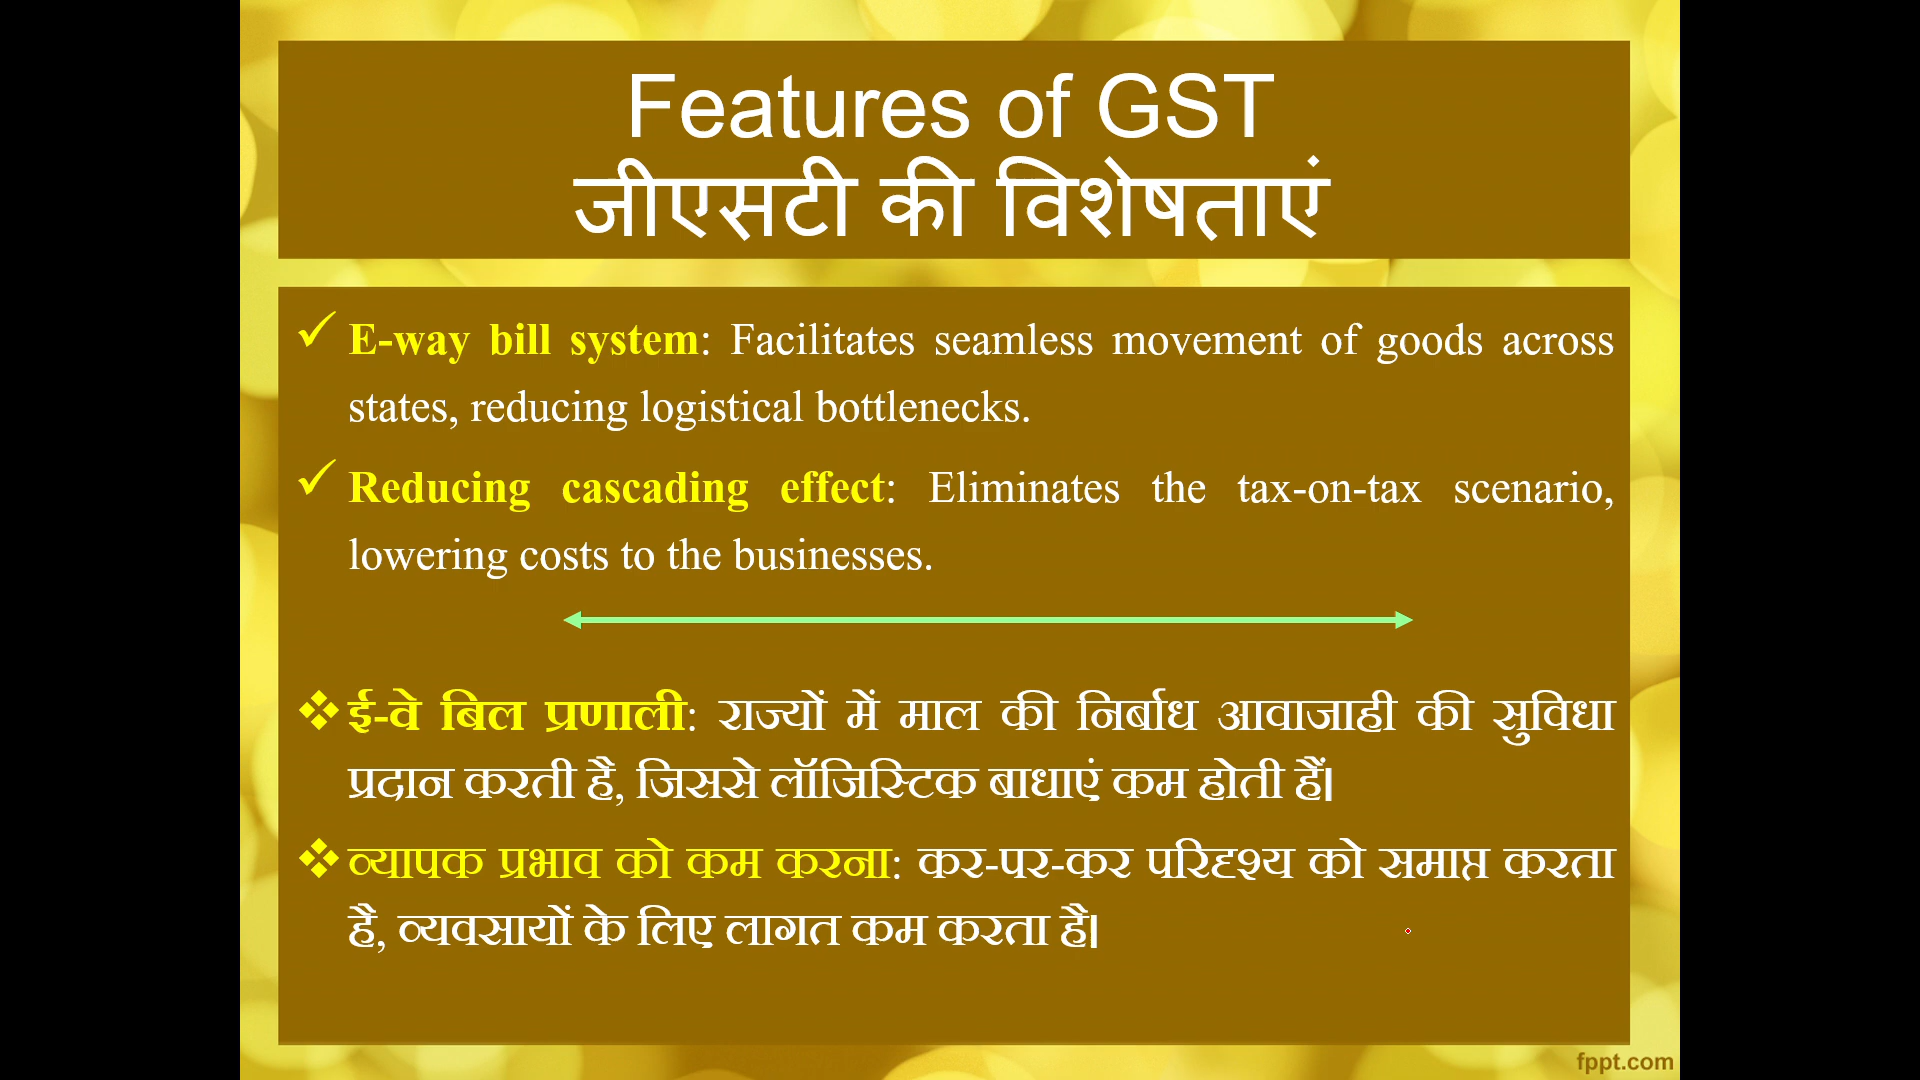 Features of GST
जीएसटी की विशेषताएं
E-way bill system: Facilitates seamless movement of goods across
states, reducing logistical bottlenecks.
Reducing cascading effect: Eliminates the tax-on-tax scenario,
lowering costs to the businesses.
ई-वे बिल प्रणाली: राज्यों में माल की निर्बाध आवाजाही की सुविधा
प्रदान करती है, जिससे लॉजिस्टिक बाधाएं कम होती हैं।
व्यापक प्रभाव को कम करना: कर-पर-कर परिदृश्य को समाप्त करता
है, व्यवसायों के लिए लागत कम करता है।
fppt.com